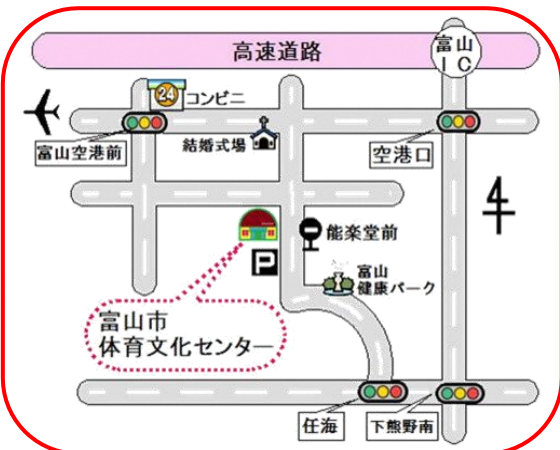 高速道路
富山
IC
24
コンビニ
富山空港前
結婚式場
空港口
能楽堂前
P
富山
健康パーク
富山市
体育文化センター
任海
下熊野南